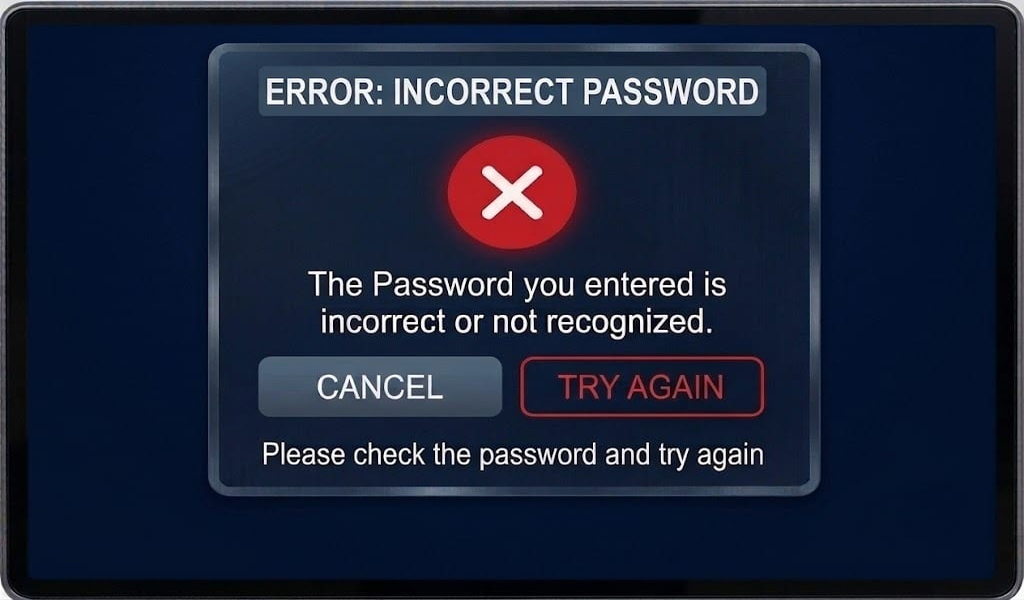 ERROR: INCORRECT PASSWORD
The Password you entered is
incorrect or not recognized.
CANCEL
TRY AGAIN
Please check the password and try again